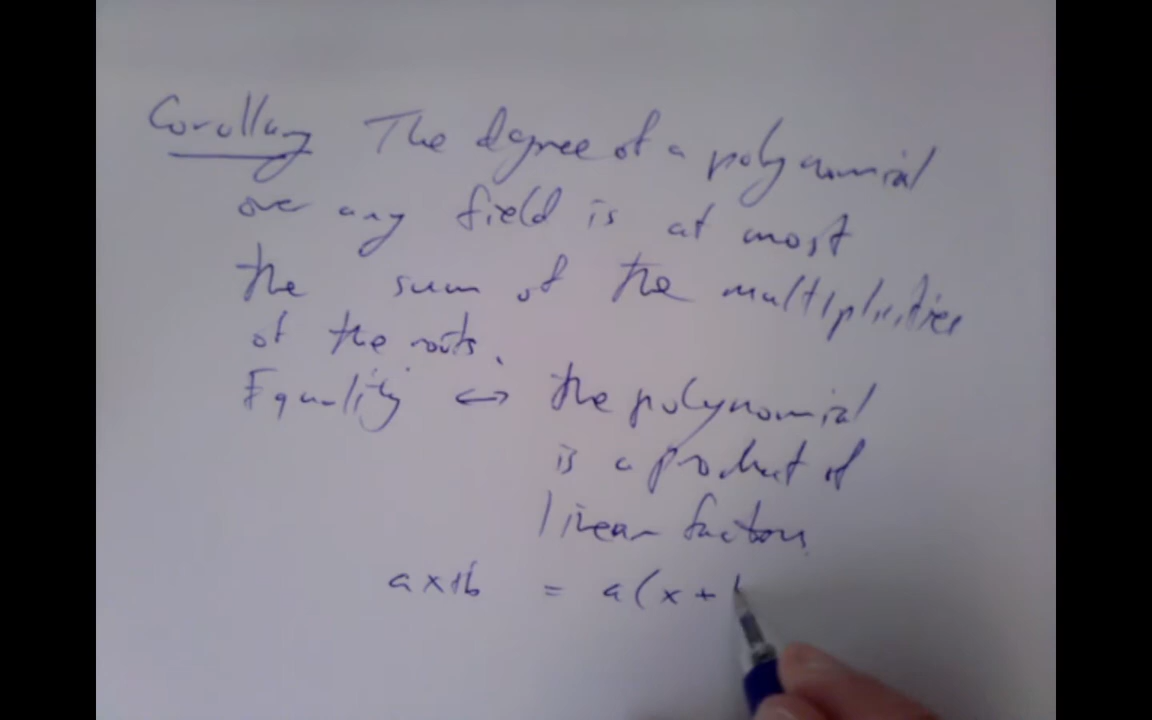 Corollary The degree of a polynomial
over any field is at most
the sum of the multiplicities
of the roots.
Equality ↔ the polynomial
is a product of
linear factors
ax+b = a(x +